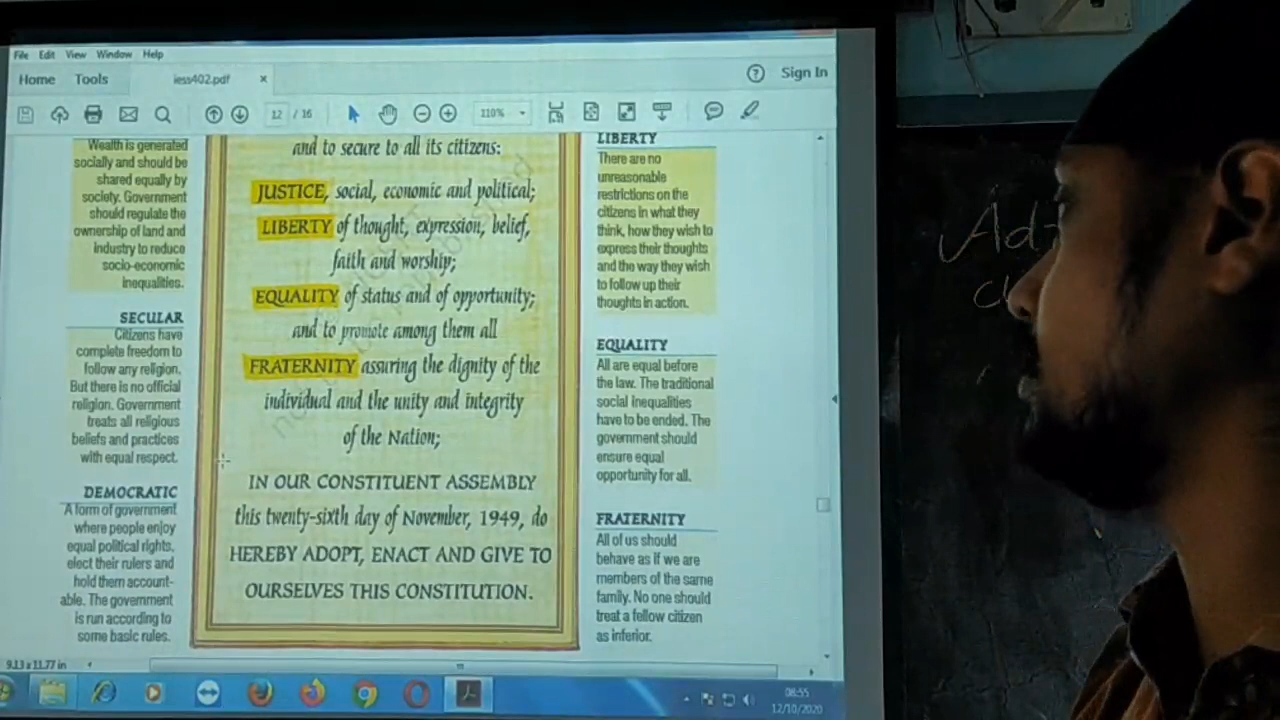 File Edit View Window Help
Home Tools iess402.pdf × ? Sign In
12 / 16 110%
Wealth is generated
socially and should be
shared equally by
society. Government
should regulate the
ownership of land and
industry to reduce
socio-economic
inequalities.
SECULAR
Citizens have
complete freedom to
follow any religion.
But there is no official
religion. Government
treats all religious
beliefs and practices
with equal respect.
DEMOCRATIC
A form of government
where people enjoy
equal political rights,
elect their rulers and
hold them account-
able. The government
is run according to
some basic rules.
and to secure to all its citizens:
JUSTICE, social, economic and political;
LIBERTY of thought, expression, belief,
faith and worship;
EQUALITY of status and of opportunity;
and to promote among them all
FRATERNITY assuring the dignity of the
individual and the unity and integrity
of the Nation;
IN OUR CONSTITUENT ASSEMBLY
this twenty-sixth day of November, 1949, do
HEREBY ADOPT, ENACT AND GIVE TO
OURSELVES THIS CONSTITUTION.
LIBERTY
There are no
unreasonable
restrictions on the
citizens in what they
think, how they wish to
express their thoughts
and the way they wish
to follow up their
thoughts in action.
EQUALITY
All are equal before
the law. The traditional
social inequalities
have to be ended. The
government should
ensure equal
opportunity for all.
FRATERNITY
All of us should
behave as if we are
members of the same
family. No one should
treat a fellow citizen
as inferior.
9.13 x 11.77 in
08:55
12/10/2020